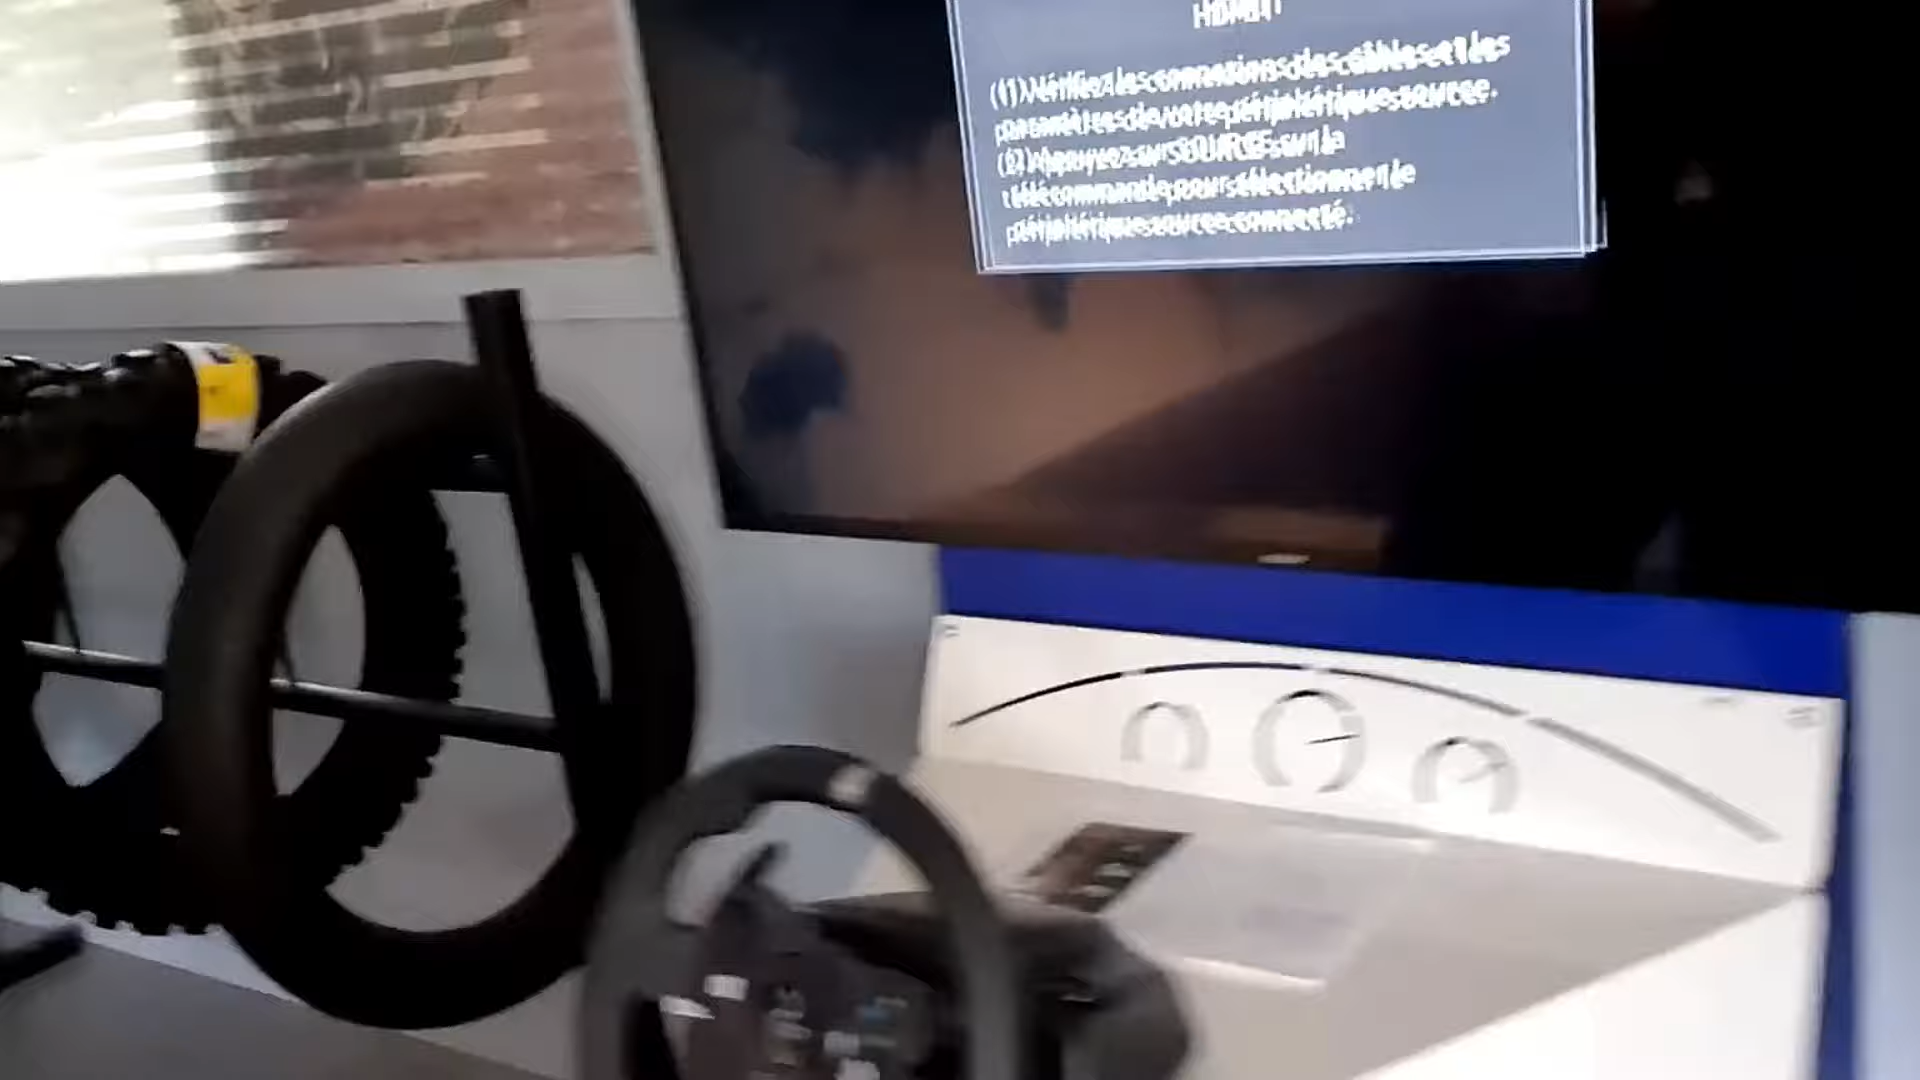 (1) Vérifiez les connexions des câbles et les
paramètres de votre périphérique source.
(2) Appuyez sur SOURCE sur la
télécommande pour sélectionner le
périphérique source connecté.